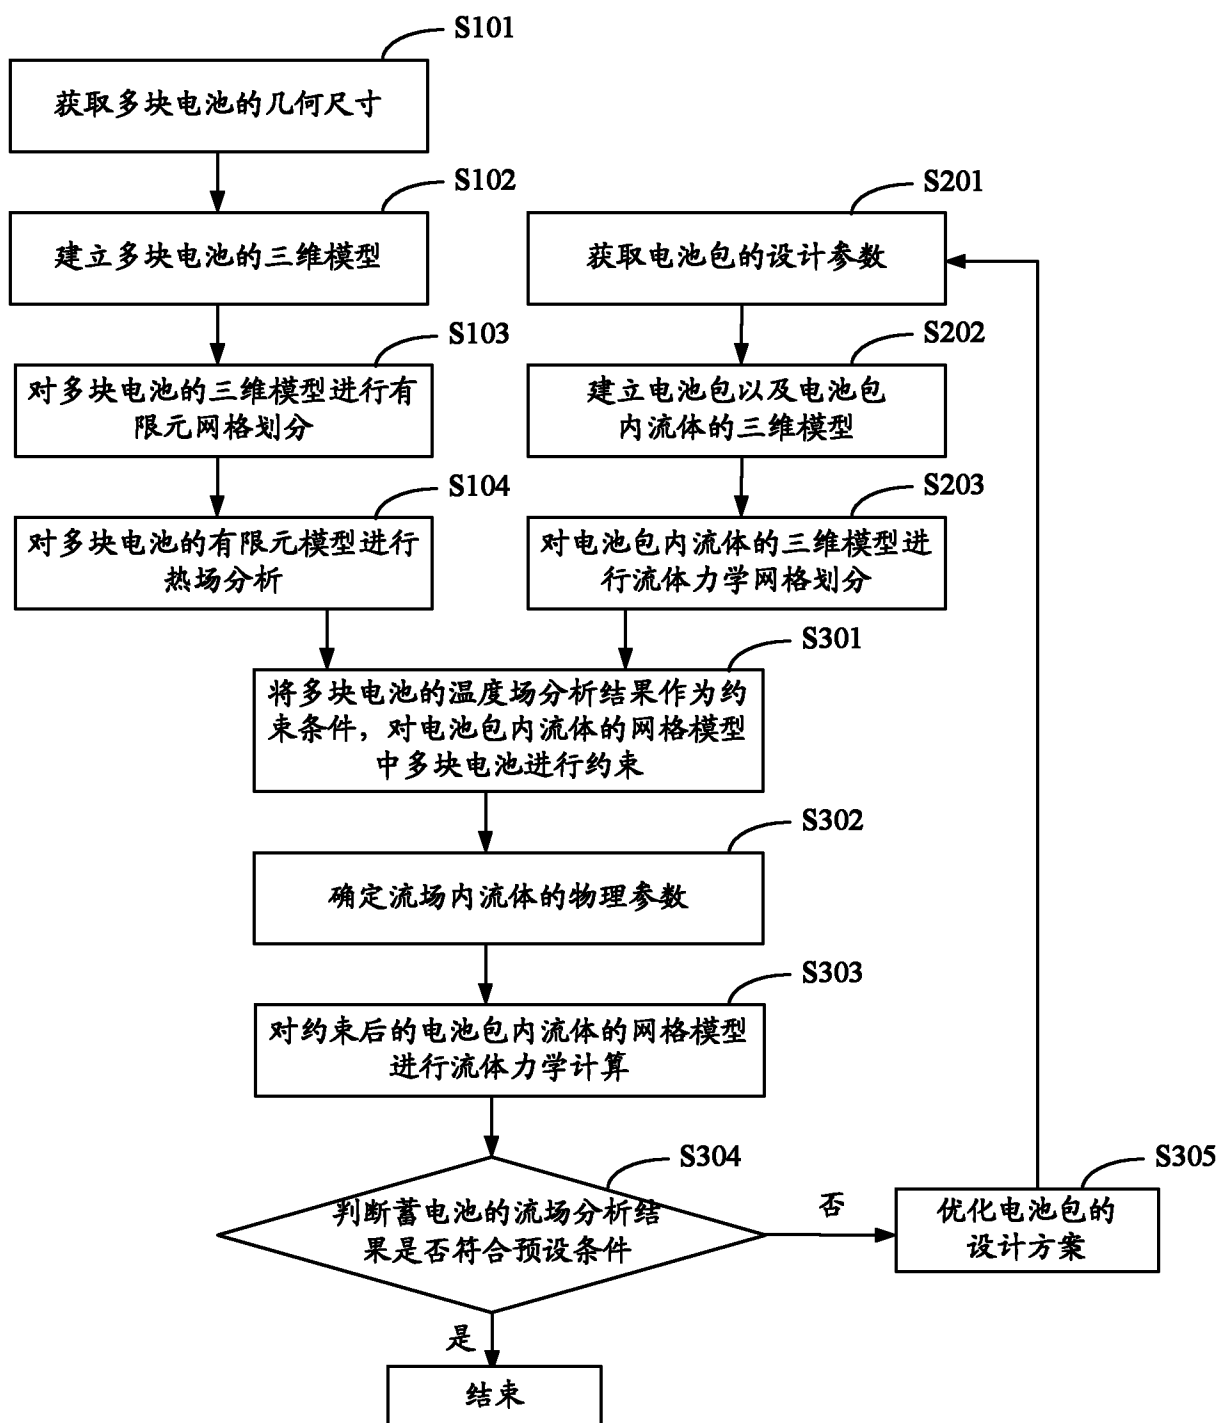 S101
获取多块电池的几何尺寸
S102
建立多块电池的三维模型
S201
获取电池包的设计参数
S103
对多块电池的三维模型进行有
限元网格划分
S202
建立电池包以及电池包
内流体的三维模型
S104
对多块电池的有限元模型进行
热场分析
S203
对电池包内流体的三维模型进
行流体力学网格划分
S301
将多块电池的温度场分析结果作为约
束条件，对电池包内流体的网格模型
中多块电池进行约束
S302
确定流场内流体的物理参数
S303
对约束后的电池包内流体的网格模型
进行流体力学计算
S304
判断蓄电池的流场分析结
果是否符合预设条件
否
S305
优化电池包的
设计方案
是
结束